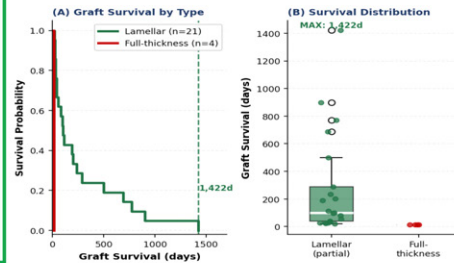 (A) Graft Survival by Type
Lamellar (n=21)
Full-thickness (n=4)
Survival Probability
1.0
0.8
0.6
0.4
0.2
0.0
1,422d
0
500
1000
1500
Graft Survival (days)
(B) Survival Distribution
MAX: 1,422d
Graft Survival (days)
1400
1200
1000
800
600
400
200
0
Lamellar
(partial)
Full-
thickness